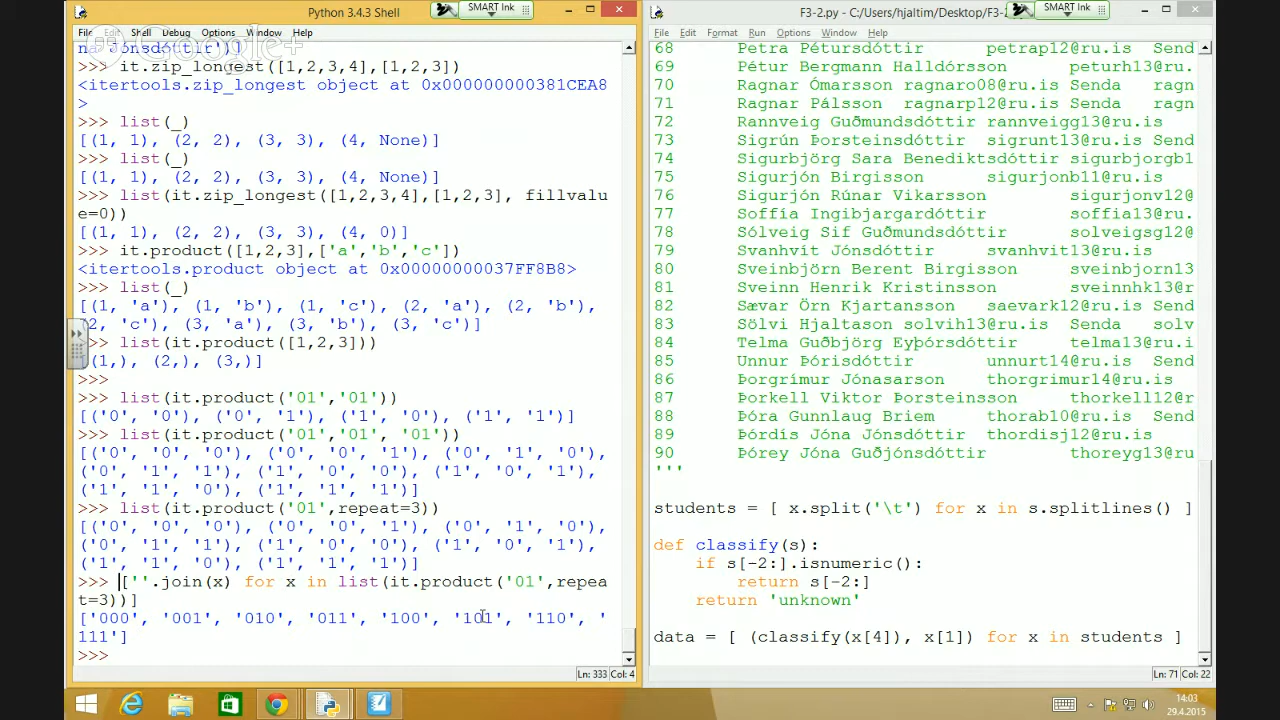 Python 3.4.3 Shell
SMART Ink
File Edit Shell Debug Options Window Help
Google+
na Jónsdóttir')]
>>> it.zip_longest([1,2,3,4],[1,2,3])
<itertools.zip_longest object at 0x000000000381CEA8
>
>>> list(_)
[(1, 1), (2, 2), (3, 3), (4, None)]
>>> list(_)
[(1, 1), (2, 2), (3, 3), (4, None)]
>>> list(it.zip_longest([1,2,3,4],[1,2,3], fillvalu
e=0))
[(1, 1), (2, 2), (3, 3), (4, 0)]
>>> it.product([1,2,3],['a','b','c'])
<itertools.product object at 0x00000000037FF8B8>
>>> list(_)
[(1, 'a'), (1, 'b'), (1, 'c'), (2, 'a'), (2, 'b'),
(2, 'c'), (3, 'a'), (3, 'b'), (3, 'c')]
>>> list(it.product([1,2,3]))
[(1,), (2,), (3,)]
>>>
>>> list(it.product('01','01'))
[('0', '0'), ('0', '1'), ('1', '0'), ('1', '1')]
>>> list(it.product('01','01', '01'))
[('0', '0', '0'), ('0', '0', '1'), ('0', '1', '0'),
('0', '1', '1'), ('1', '0', '0'), ('1', '0', '1'),
('1', '1', '0'), ('1', '1', '1')]
>>> list(it.product('01',repeat=3))
[('0', '0', '0'), ('0', '0', '1'), ('0', '1', '0'),
('0', '1', '1'), ('1', '0', '0'), ('1', '0', '1'),
('1', '1', '0'), ('1', '1', '1')]
>>> [''.join(x) for x in list(it.product('01',repea
t=3))]
['000', '001', '010', '011', '100', '101', '110', '
111']
>>>
Ln: 333 Col: 4
F3-2.py - C:/Users/hjaltim/Desktop/F3-2
SMART Ink
File Edit Format Run Options Window Help
68 Petra Pétursdóttir petrap12@ru.is Send
69 Pétur Bergmann Halldórsson peturh13@ru.
70 Ragnar Ómarsson ragnaro08@ru.is Senda ragn
71 Ragnar Pálsson ragnarp12@ru.is Senda ragn
72 Rannveig Guðmundsdóttir rannveigg13@ru.is
73 Sigrún Þorsteinsdóttir sigrunt13@ru.is Send
74 Sigurbjörg Sara Benediktsdóttir sigurbjorgb1
75 Sigurjón Birgisson sigurjonb11@ru.is
76 Sigurjón Rúnar Vikarsson sigurjonv12@
77 Soffía Ingibjargardóttir soffia13@ru.
78 Sólveig Sif Guðmundsdóttir solveigsg12@
79 Svanhvít Jónsdóttir svanhvit13@ru.is
80 Sveinbjörn Berent Birgisson sveinbjorn13
81 Sveinn Henrik Kristinsson sveinnhk13@r
82 Sævar Örn Kjartansson saevark12@ru.is Send
83 Sölvi Hjaltason solvih13@ru.is Senda solv
84 Telma Guðbjörg Eyþórsdóttir telma13@ru.i
85 Unnur Þórisdóttir unnurt14@ru.is Send
86 Þorgrímur Jónasarson thorgrimur14@ru.is
87 Þorkell Viktor Þorsteinsson thorkell12@r
88 Þóra Gunnlaug Briem thorab10@ru.is Send
89 Þórdís Jóna Jónsdóttir thordisj12@ru.is
90 Þórey Jóna Guðjónsdóttir thoreyg13@ru
'''
students = [ x.split('\t') for x in s.splitlines() ]
def classify(s):
if s[-2:].isnumeric():
return s[-2:]
return 'unknown'
data = [ (classify(x[4]), x[1]) for x in students ]
Ln: 71 Col: 22
14:03
29.4.2015